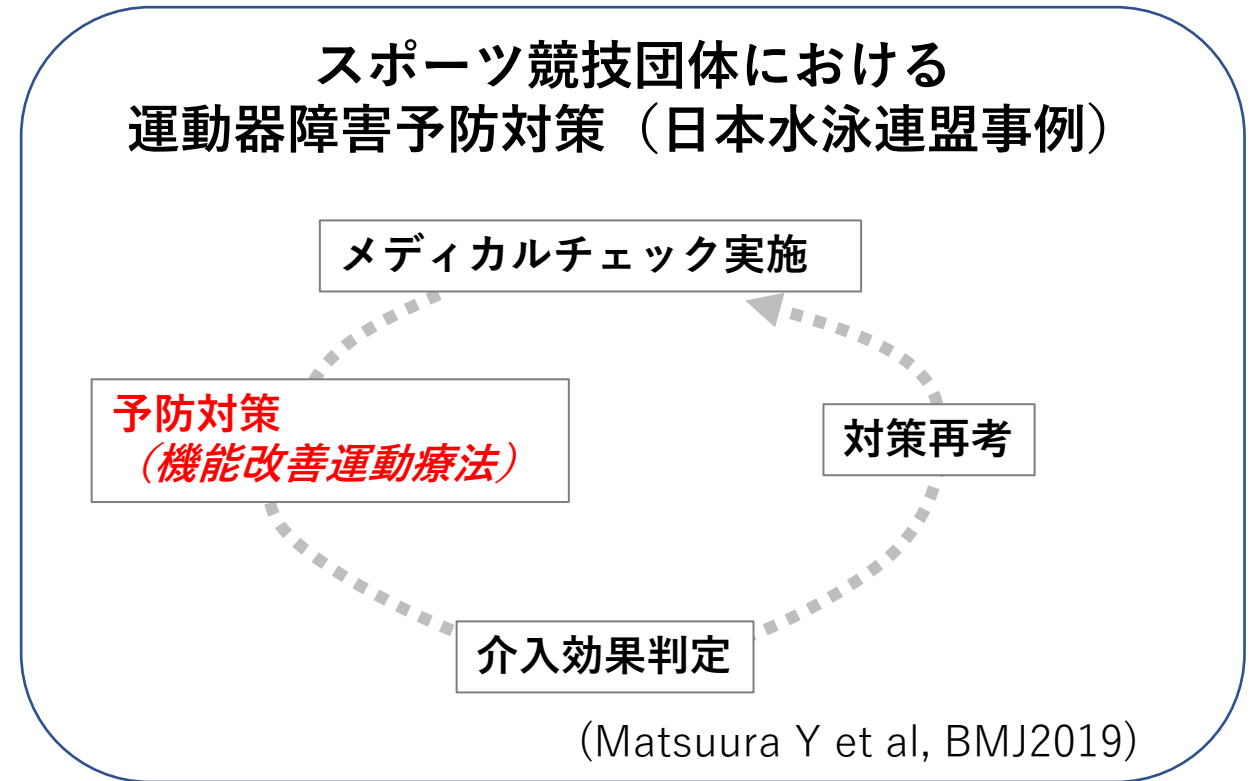 スポーツ競技団体における
運動器障害予防対策（日本水泳連盟事例）
メディカルチェック実施
予防対策
（機能改善運動療法）
対策再考
介入効果判定
(Matsuura Y et al, BMJ2019)